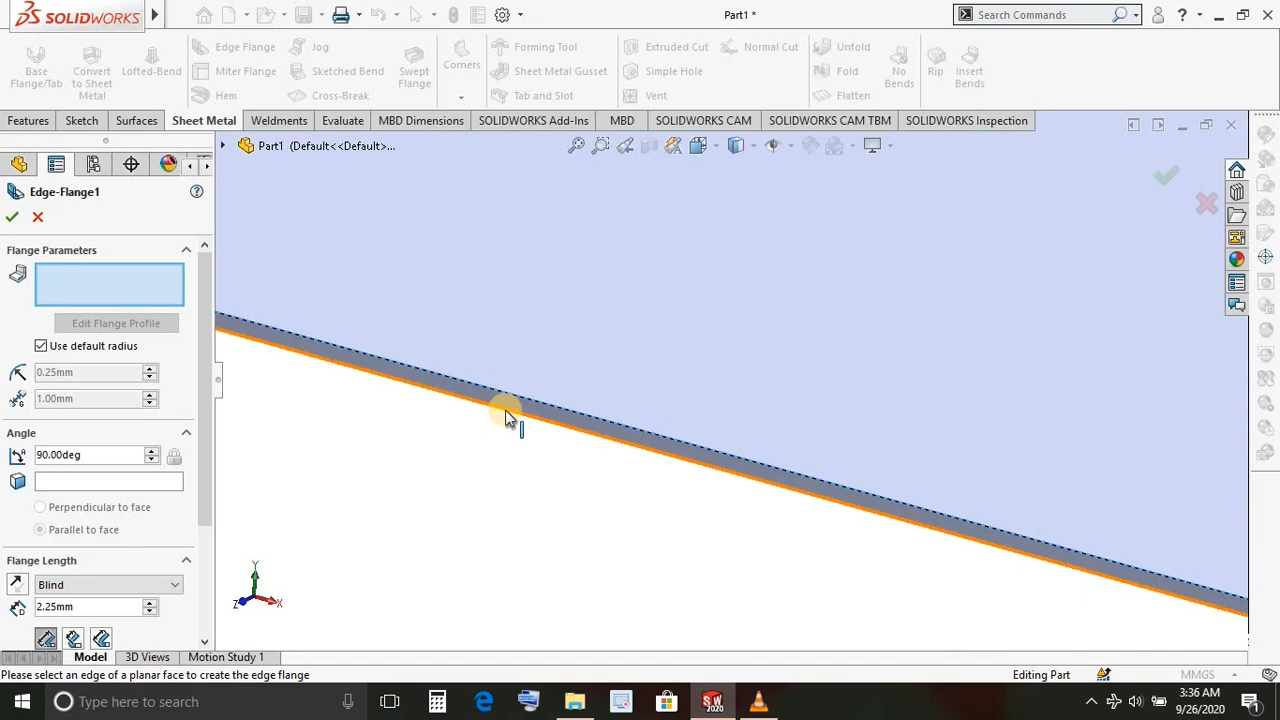 SOLIDWORKS
Part1 *
Search Commands
Base Flange/Tab
Convert to Sheet Metal
Lofted-Bend
Edge Flange
Miter Flange
Hem
Jog
Sketched Bend
Cross-Break
Swept Flange
Corners
Forming Tool
Sheet Metal Gusset
Tab and Slot
Extruded Cut
Simple Hole
Vent
Normal Cut
Unfold
Fold
Flatten
No Bends
Rip
Insert Bends
Features
Sketch
Surfaces
Sheet Metal
Weldments
Evaluate
MBD Dimensions
SOLIDWORKS Add-Ins
MBD
SOLIDWORKS CAM
SOLIDWORKS CAM TBM
SOLIDWORKS Inspection
Part1 (Default<<Default>...
Edge-Flange1
Flange Parameters
Edit Flange Profile
Use default radius
0.25mm
1.00mm
Angle
90.00deg
Perpendicular to face
Parallel to face
Flange Length
Blind
2.25mm
Y
Z
X
Model
3D Views
Motion Study 1
Please select an edge of a planar face to create the edge flange
Editing Part
MMGS
Type here to search
SW
2020
3:36 AM
9/26/2020
1